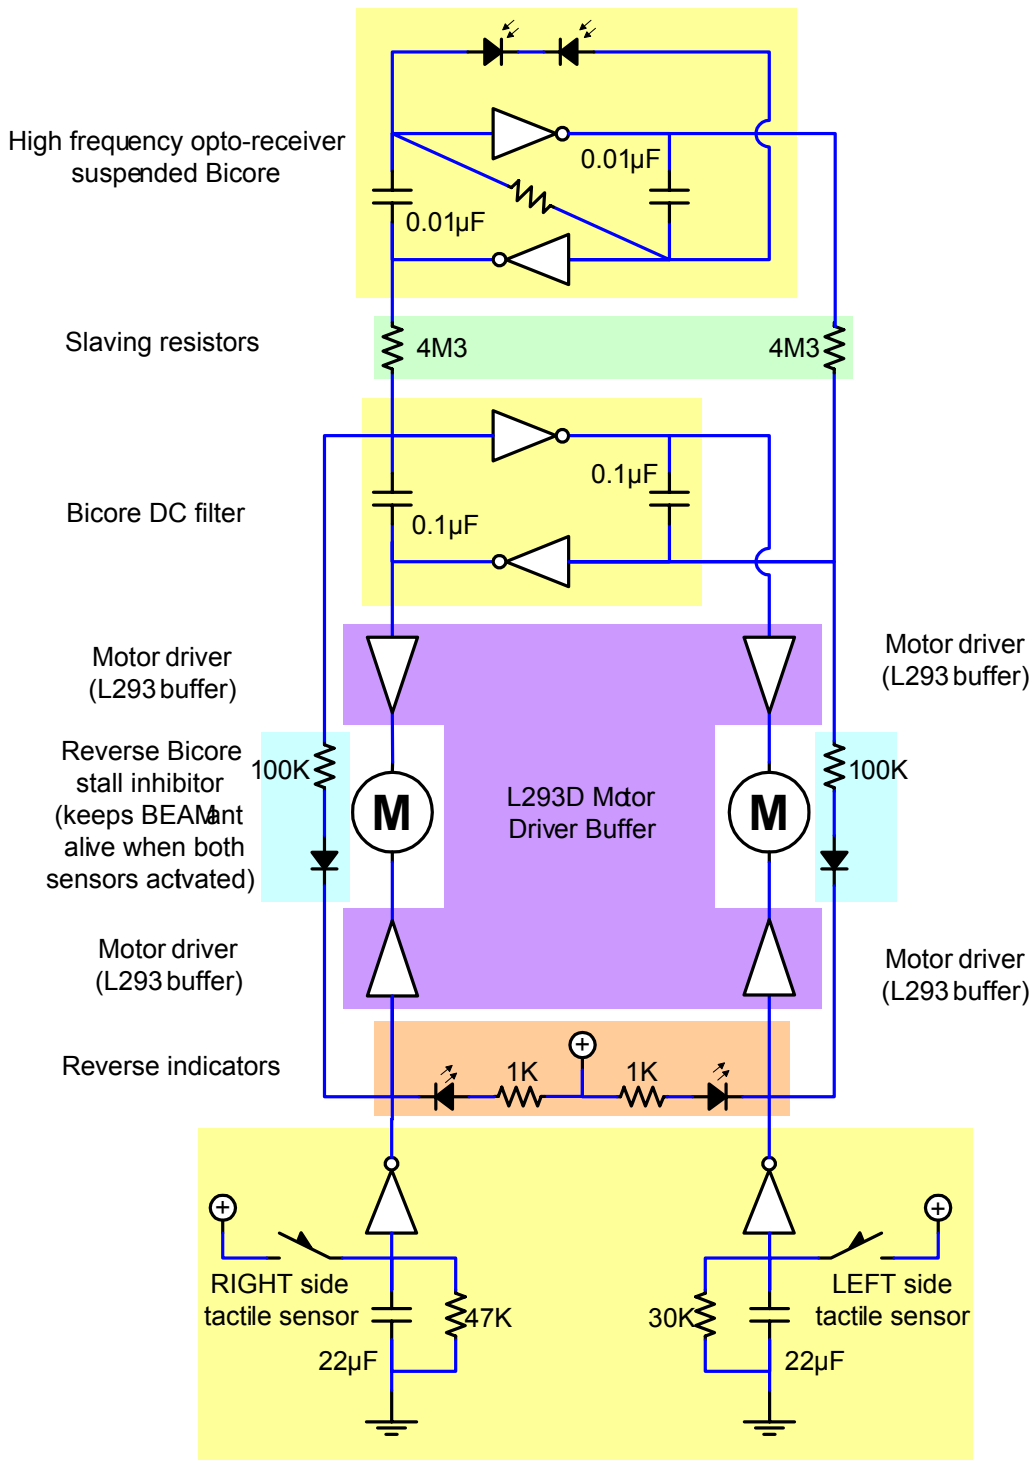 High frequency opto-receiver
suspended Bicore
0.01µF
0.01µF
Slaving resistors
4M3
4M3
Bicore DC filter
0.1µF
0.1µF
Motor driver
(L293 buffer)
Motor driver
(L293 buffer)
Reverse Bicore
stall inhibitor
(keeps BEAMant
alive when both
sensors activated)
100K
M
L293D Motor
Driver Buffer
M
100K
Motor driver
(L293 buffer)
Motor driver
(L293 buffer)
Reverse indicators
1K
1K
RIGHT side
tactile sensor
47K
22µF
30K
LEFT side
tactile sensor
22µF